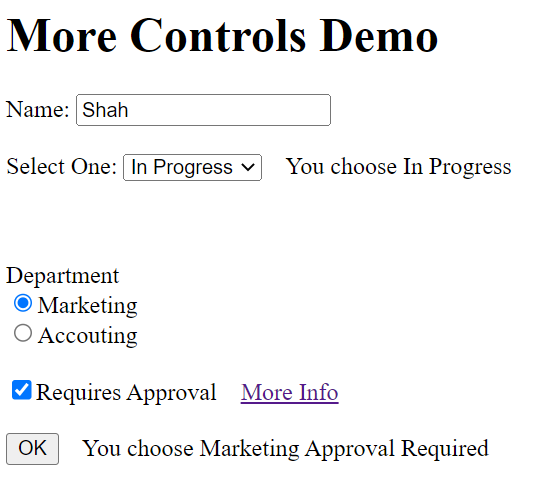 More Controls Demo
Name: Shah
Select One: In Progress You choose In Progress
Department
Marketing
Accouting
Requires Approval More Info
OK You choose Marketing Approval Required